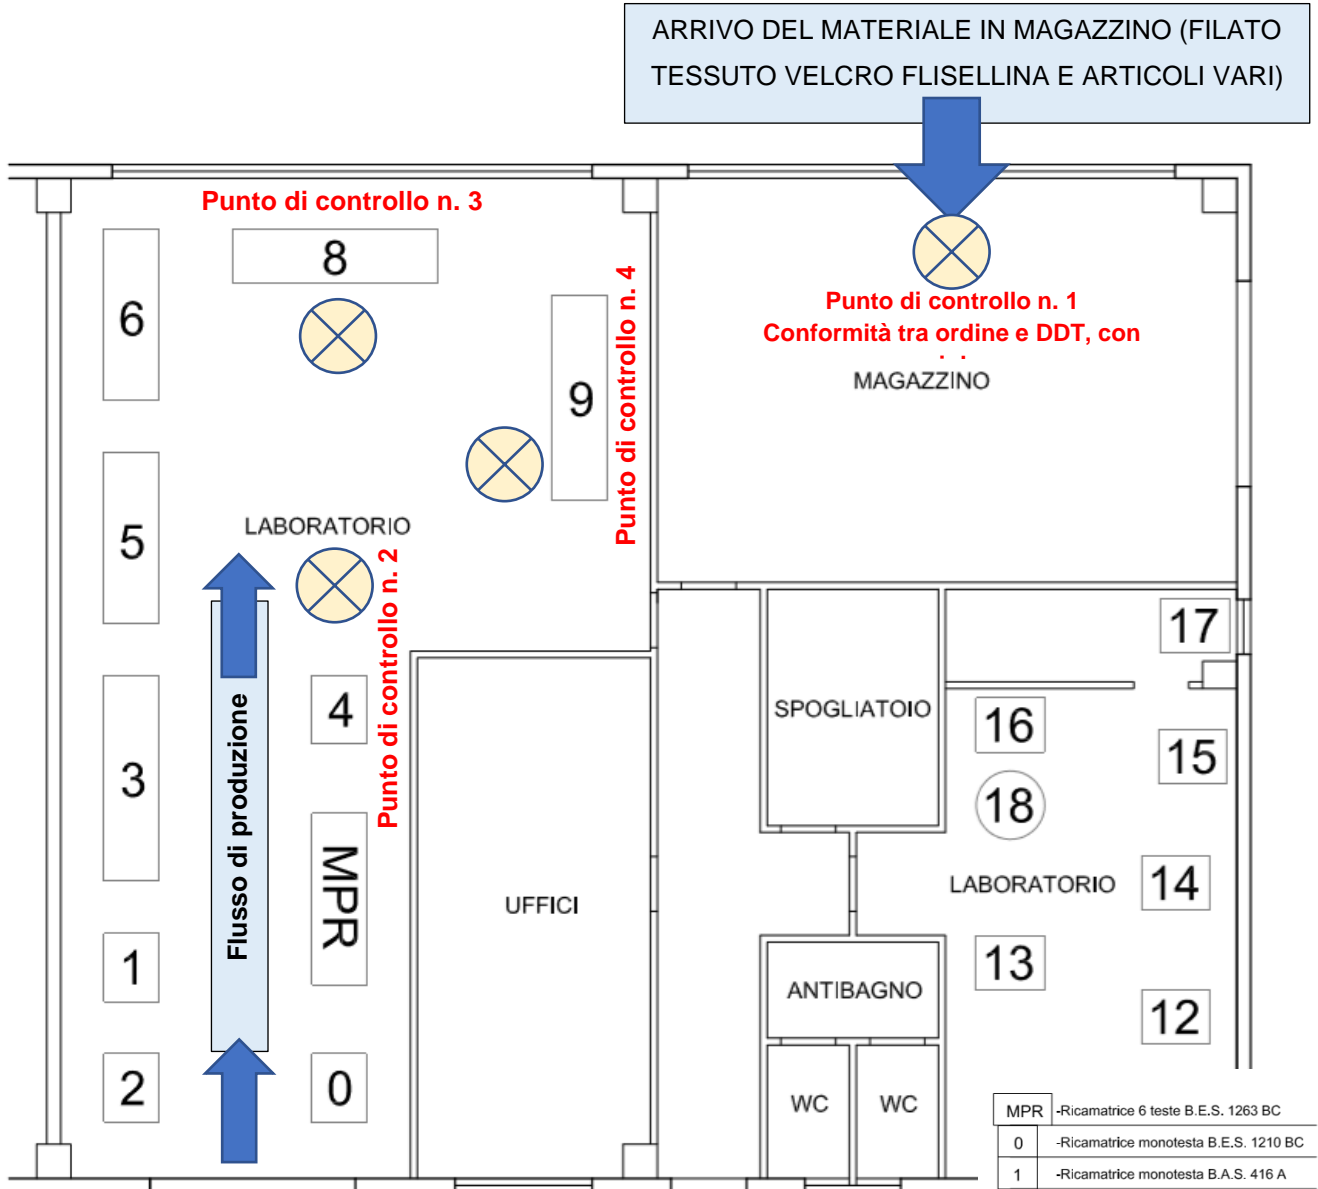 ARRIVO DEL MATERIALE IN MAGAZZINO (FILATO
TESSUTO VELCRO FLISELLINA E ARTICOLI VARI)
Punto di controllo n. 3
8
6
Punto di controllo n. 4
9
Punto di controllo n. 1
Conformità tra ordine e DDT, con
MAGAZZINO
5
LABORATORIO
Punto di controllo n. 2
Flusso di produzione
4
3
MPR
1
2
0
UFFICI
SPOGLIATOIO
17
16
15
18
LABORATORIO
14
13
ANTIBAGNO
12
WC
WC
MPR -Ricamatrice 6 teste B.E.S. 1263 BC
0 -Ricamatrice monotesta B.E.S. 1210 BC
1 -Ricamatrice monotesta B.A.S. 416 A